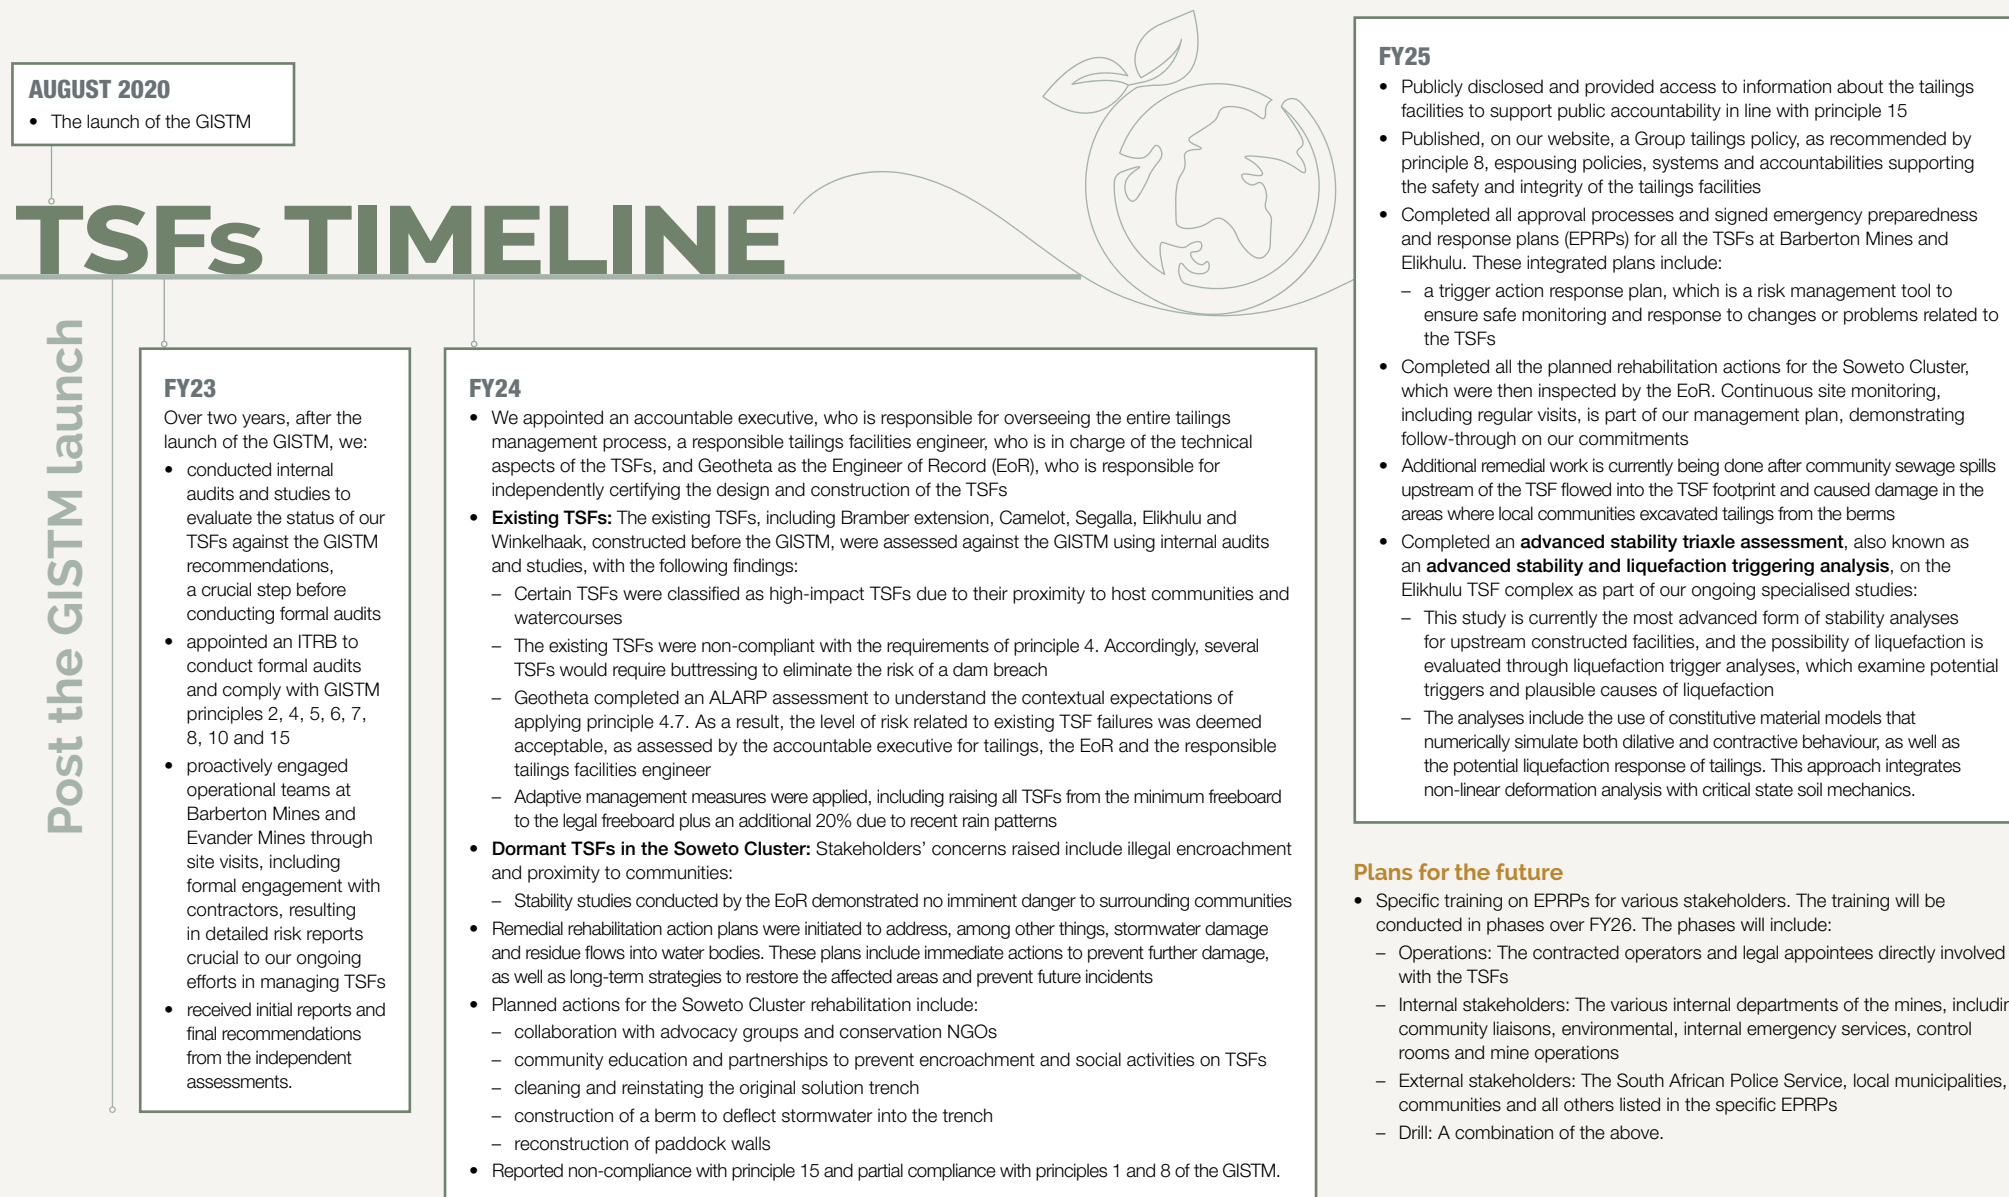 AUGUST 2020
• The launch of the GISTM
TSFs TIMELINE
Post the GISTM launch
FY23
Over two years, after the
launch of the GISTM, we:
• conducted internal
audits and studies to
evaluate the status of our
TSFs against the GISTM
recommendations,
a crucial step before
conducting formal audits
• appointed an ITRB to
conduct formal audits
and comply with GISTM
principles 2, 4, 5, 6, 7,
8, 10 and 15
• proactively engaged
operational teams at
Barberton Mines and
Evander Mines through
site visits, including
formal engagement with
contractors, resulting
in detailed risk reports
crucial to our ongoing
efforts in managing TSFs
• received initial reports and
final recommendations
from the independent
assessments.
FY24
• We appointed an accountable executive, who is responsible for overseeing the entire tailings
management process, a responsible tailings facilities engineer, who is in charge of the technical
aspects of the TSFs, and Geotheta as the Engineer of Record (EoR), who is responsible for
independently certifying the design and construction of the TSFs
• Existing TSFs: The existing TSFs, including Bramber extension, Camelot, Segalla, Elikhulu and
Winkelhaak, constructed before the GISTM, were assessed against the GISTM using internal audits
and studies, with the following findings:
– Certain TSFs were classified as high-impact TSFs due to their proximity to host communities and
watercourses
– The existing TSFs were non-compliant with the requirements of principle 4. Accordingly, several
TSFs would require buttressing to eliminate the risk of a dam breach
– Geotheta completed an ALARP assessment to understand the contextual expectations of
applying principle 4.7. As a result, the level of risk related to existing TSF failures was deemed
acceptable, as assessed by the accountable executive for tailings, the EoR and the responsible
tailings facilities engineer
– Adaptive management measures were applied, including raising all TSFs from the minimum freeboard
to the legal freeboard plus an additional 20% due to recent rain patterns
• Dormant TSFs in the Soweto Cluster: Stakeholders’ concerns raised include illegal encroachment
and proximity to communities:
– Stability studies conducted by the EoR demonstrated no imminent danger to surrounding communities
• Remedial rehabilitation action plans were initiated to address, among other things, stormwater damage
and residue flows into water bodies. These plans include immediate actions to prevent further damage,
as well as long-term strategies to restore the affected areas and prevent future incidents
• Planned actions for the Soweto Cluster rehabilitation include:
– collaboration with advocacy groups and conservation NGOs
– community education and partnerships to prevent encroachment and social activities on TSFs
– cleaning and reinstating the original solution trench
– construction of a berm to deflect stormwater into the trench
– reconstruction of paddock walls
• Reported non-compliance with principle 15 and partial compliance with principles 1 and 8 of the GISTM.
FY25
• Publicly disclosed and provided access to information about the tailings
facilities to support public accountability in line with principle 15
• Published, on our website, a Group tailings policy, as recommended by
principle 8, espousing policies, systems and accountabilities supporting
the safety and integrity of the tailings facilities
• Completed all approval processes and signed emergency preparedness
and response plans (EPRPs) for all the TSFs at Barberton Mines and
Elikhulu. These integrated plans include:
– a trigger action response plan, which is a risk management tool to
ensure safe monitoring and response to changes or problems related to
the TSFs
• Completed all the planned rehabilitation actions for the Soweto Cluster,
which were then inspected by the EoR. Continuous site monitoring,
including regular visits, is part of our management plan, demonstrating
follow-through on our commitments
• Additional remedial work is currently being done after community sewage spills
upstream of the TSF flowed into the TSF footprint and caused damage in the
areas where local communities excavated tailings from the berms
• Completed an advanced stability triaxle assessment, also known as
an advanced stability and liquefaction triggering analysis, on the
Elikhulu TSF complex as part of our ongoing specialised studies:
– This study is currently the most advanced form of stability analyses
for upstream constructed facilities, and the possibility of liquefaction is
evaluated through liquefaction trigger analyses, which examine potential
triggers and plausible causes of liquefaction
– The analyses include the use of constitutive material models that
numerically simulate both dilative and contractive behaviour, as well as
the potential liquefaction response of tailings. This approach integrates
non-linear deformation analysis with critical state soil mechanics.
Plans for the future
• Specific training on EPRPs for various stakeholders. The training will be
conducted in phases over FY26. The phases will include:
– Operations: The contracted operators and legal appointees directly involved
with the TSFs
– Internal stakeholders: The various internal departments of the mines, includin
community liaisons, environmental, internal emergency services, control
rooms and mine operations
– External stakeholders: The South African Police Service, local municipalities,
communities and all others listed in the specific EPRPs
– Drill: A combination of the above.